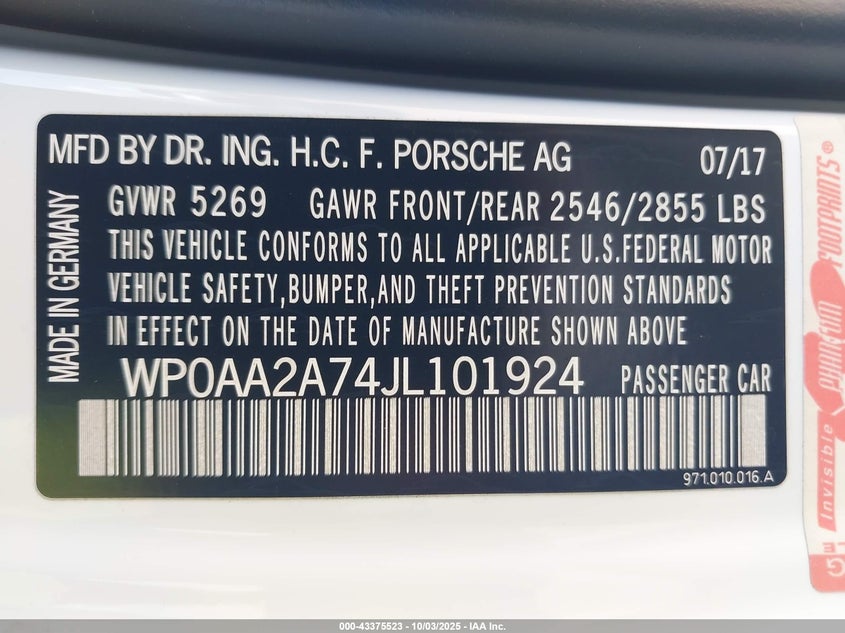 MFD BY DR. ING. H.C. F. PORSCHE AG 07/17
MADE IN GERMANY
GVWR 5269 GAWR FRONT/REAR 2546/2855 LBS
THIS VEHICLE CONFORMS TO ALL APPLICABLE U.S.FEDERAL MOTOR
VEHICLE SAFETY,BUMPER,AND THEFT PREVENTION STANDARDS
IN EFFECT ON THE DATE OF MANUFACTURE SHOWN ABOVE
WP0AA2A74JL101924 PASSENGER CAR
971.010.016.A
Invisible
PHANTOM
FOOTPRINTS®
000-43375523 - 10/03/2025 - IAA Inc.